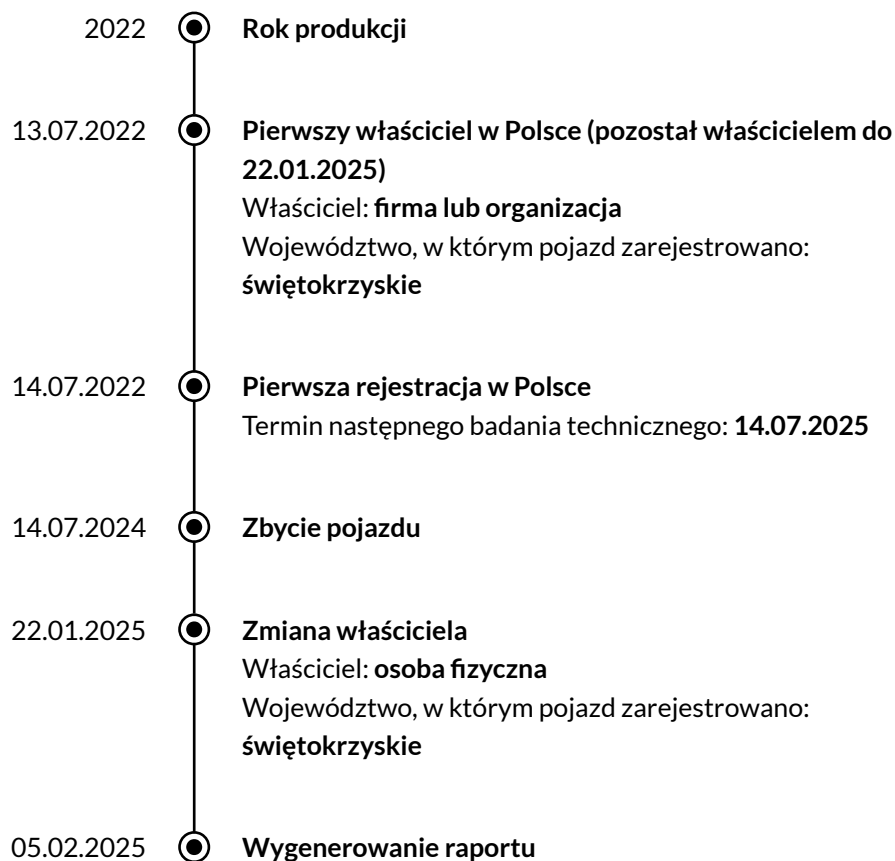 2022 Rok produkcji
13.07.2022 Pierwszy właściciel w Polsce (pozostał właścicielem do
22.01.2025)
Właściciel: firma lub organizacja
Województwo, w którym pojazd zarejestrowano:
świętokrzyskie
14.07.2022 Pierwsza rejestracja w Polsce
Termin następnego badania technicznego: 14.07.2025
14.07.2024 Zbycie pojazdu
22.01.2025 Zmiana właściciela
Właściciel: osoba fizyczna
Województwo, w którym pojazd zarejestrowano:
świętokrzyskie
05.02.2025 Wygenerowanie raportu